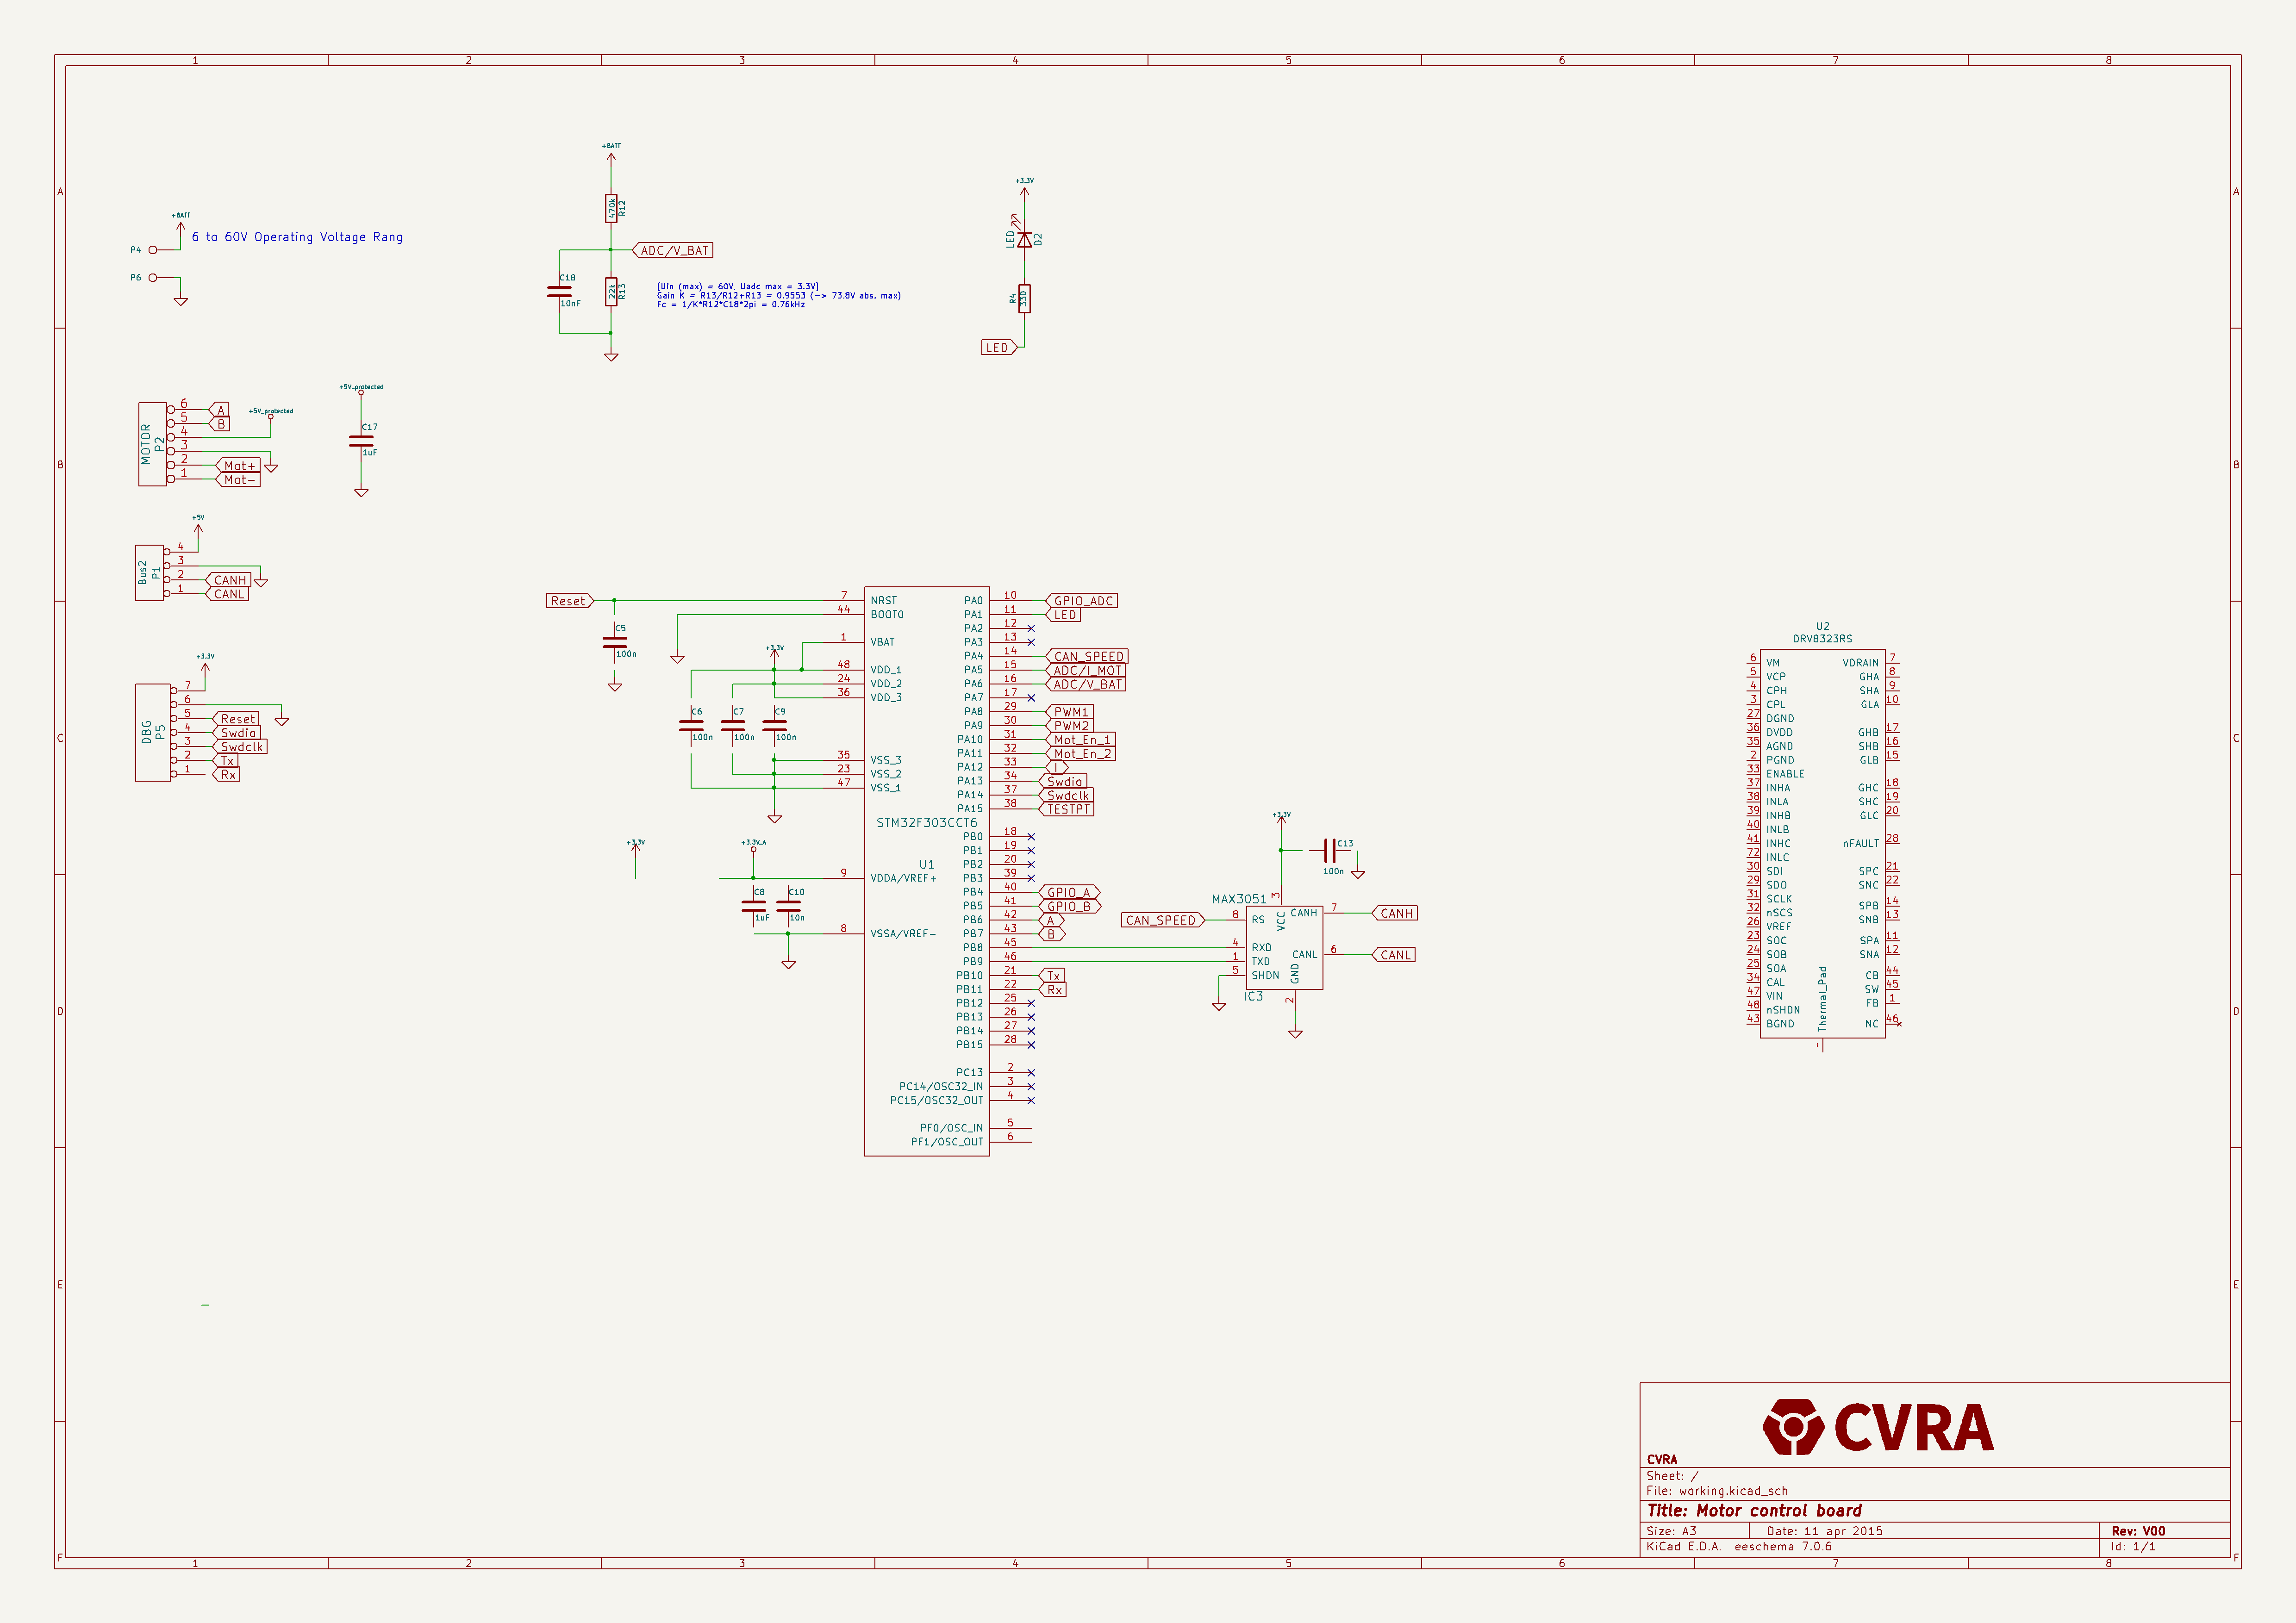 1 2 3 4 5 6 7 8
A A
B B
C C
D D
E E
F F
1 2 3 4 5 6 7 8
+BATT
P4
P6
6 to 60V Operating Voltage Rang
+BATT
470k
R12
ADC/V_BAT
C18
10nF
22k
R13
[Uin (max) = 60V, Uadc max = 3.3V]
Gain K = R13/R12+R13 = 0.9553 (-> 73.8V abs. max)
Fc = 1/K*R12*C18*2pi = 0.76kHz
+3.3V
LED
D2
R4
330
LED
MOTOR
P2
6 A
5 B
4
3
2 Mot+
1 Mot-
+5V_protected
+5V_protected
C17
1uF
+5V
Bus2
P1
4
3
2 CANH
1 CANL
+3.3V
DBG
P5
7
6
5 Reset
4 Swdio
3 Swdclk
2 Tx
1 Rx
Reset
C5
100n
+3.3V
C6
100n
C7
100n
C9
100n
+3.3V
+3.3V_A
C8
1uF
C10
10n
7 NRST
44 BOOT0
1 VBAT
48 VDD_1
24 VDD_2
36 VDD_3
35 VSS_3
23 VSS_2
47 VSS_1
STM32F303CCT6
U1
9 VDDA/VREF+
8 VSSA/VREF-
PA0 10 GPIO_ADC
PA1 11 LED
PA2 12
PA3 13
PA4 14 CAN_SPEED
PA5 15 ADC/I_MOT
PA6 16 ADC/V_BAT
PA7 17
PA8 29 PWM1
PA9 30 PWM2
PA10 31 Mot_En_1
PA11 32 Mot_En_2
PA12 33 I
PA13 34 Swdio
PA14 37 Swdclk
PA15 38 TESTPT
PB0 18
PB1 19
PB2 20
PB3 39
PB4 40 GPIO_A
PB5 41 GPIO_B
PB6 42 A
PB7 43 B
PB8 45
PB9 46
PB10 21 Tx
PB11 22 Rx
PB12 25
PB13 26
PB14 27
PB15 28
PC13 2
PC14/OSC32_IN 3
PC15/OSC32_OUT 4
PF0/OSC_IN 5
PF1/OSC_OUT 6
+3.3V
C13
100n
MAX3051
3
VCC
CAN_SPEED 8 RS
4 RXD
1 TXD
5 SHDN
CANH 7 CANH
CANL 6 CANL
GND
2
IC3
U2
DRV8323RS
6 VM
5 VCP
4 CPH
3 CPL
27 DGND
36 DVDD
35 AGND
2 PGND
33 ENABLE
37 INHA
38 INLA
39 INHB
40 INLB
41 INHC
72 INLC
30 SDI
29 SDO
31 SCLK
32 nSCS
26 VREF
23 SOC
24 SOB
25 SOA
34 CAL
47 VIN
48 nSHDN
43 BGND
VDRAIN 7
GHA 8
SHA 9
GLA 10
GHB 17
SHB 16
GLB 15
GHC 18
SHC 19
GLC 20
nFAULT 28
SPC 21
SNC 22
SPB 14
SNB 13
SPA 11
SNA 12
CB 44
SW 45
FB 1
NC 46
Thermal_Pad
CVRA
CVRA
Sheet: /
File: working.kicad_sch
Title: Motor control board
Size: A3 Date: 11 apr 2015 Rev: V00
KiCad E.D.A. eeschema 7.0.6 Id: 1/1